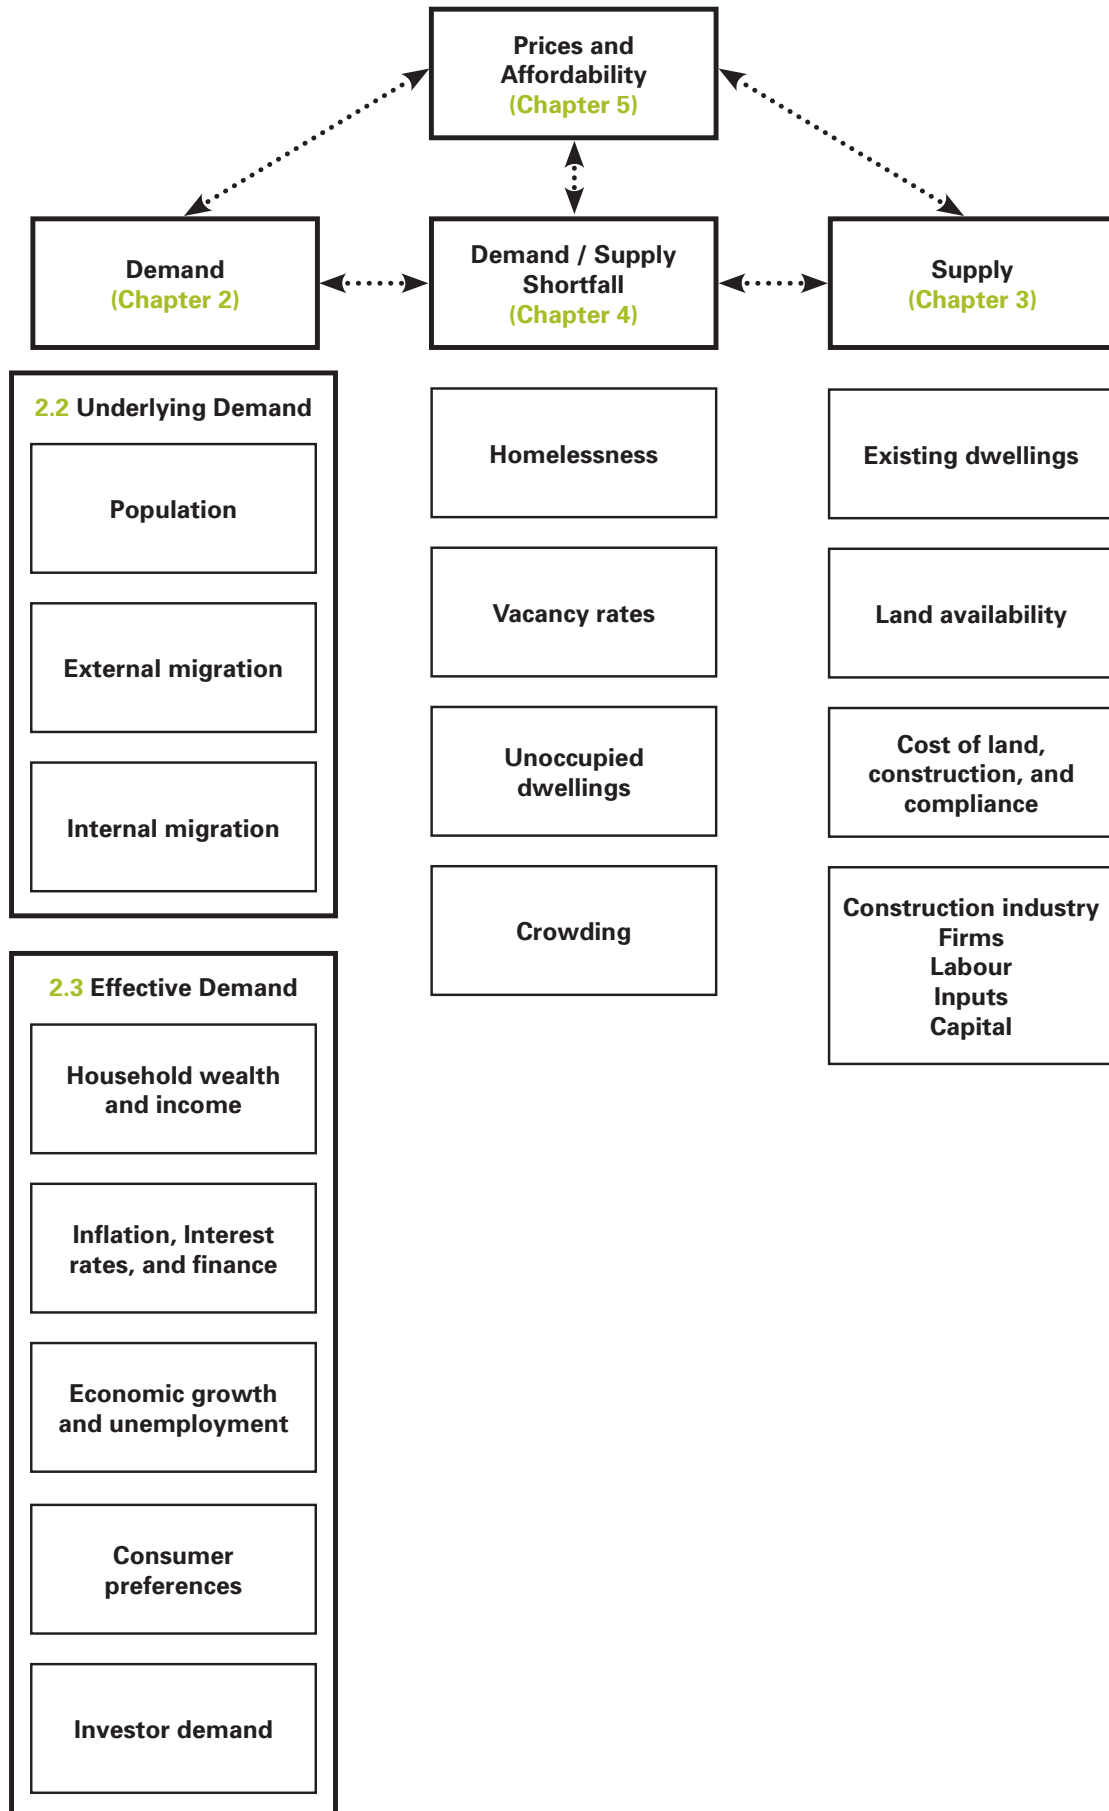 Prices and
Affordability
(Chapter 5)
Demand
(Chapter 2)
Demand / Supply
Shortfall
(Chapter 4)
Supply
(Chapter 3)
2.2 Underlying Demand
Population
External migration
Internal migration
2.3 Effective Demand
Household wealth
and income
Inflation, Interest
rates, and finance
Economic growth
and unemployment
Consumer
preferences
Investor demand
Homelessness
Vacancy rates
Unoccupied
dwellings
Crowding
Existing dwellings
Land availability
Cost of land,
construction, and
compliance
Construction industry
Firms
Labour
Inputs
Capital